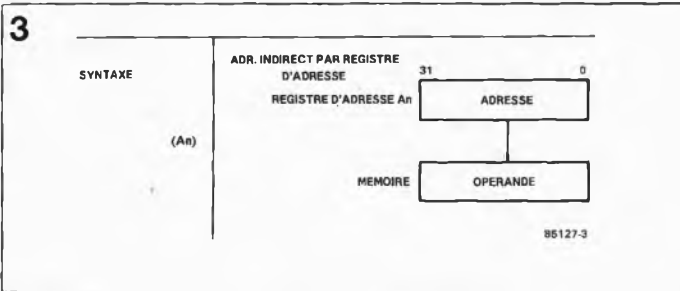 3
SYNTAXE
ADR. INDIRECT PAR REGISTRE
D'ADRESSE
31 0
REGISTRE D'ADRESSE An
ADRESSE
(An)
MEMOIRE
OPERANDE
85127-3